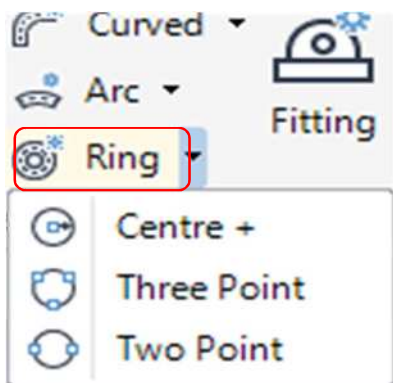 Curved
Arc
Fitting
Ring
Centre +
Three Point
Two Point